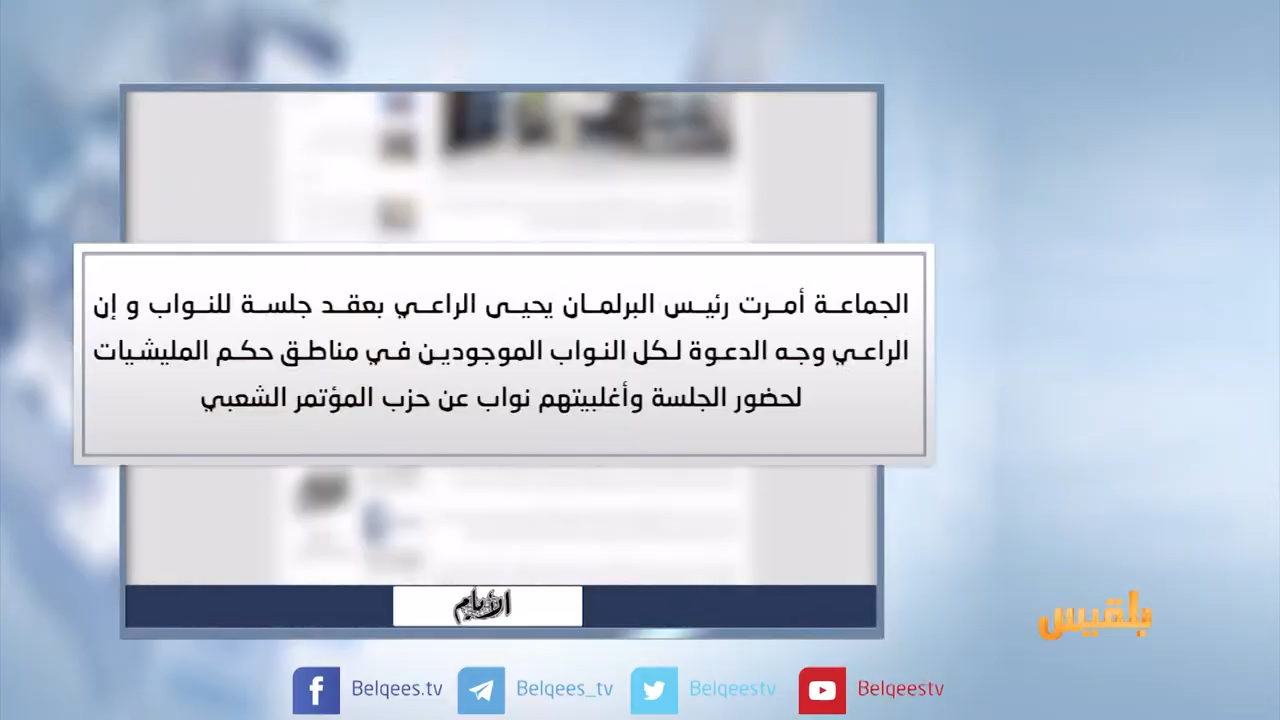 الجماعة أمرت رئيس البرلمان يحيى الراعي بعقد جلسة للنواب و إن
الراعي وجه الدعوة لكل النواب الموجودين في مناطق حكم المليشيات
لحضور الجلسة وأغلبيتهم نواب عن حزب المؤتمر الشعبي
الأيام
بلقيس
Belqees.tv
Belqees_tv
Belqeestv
Belqeestv